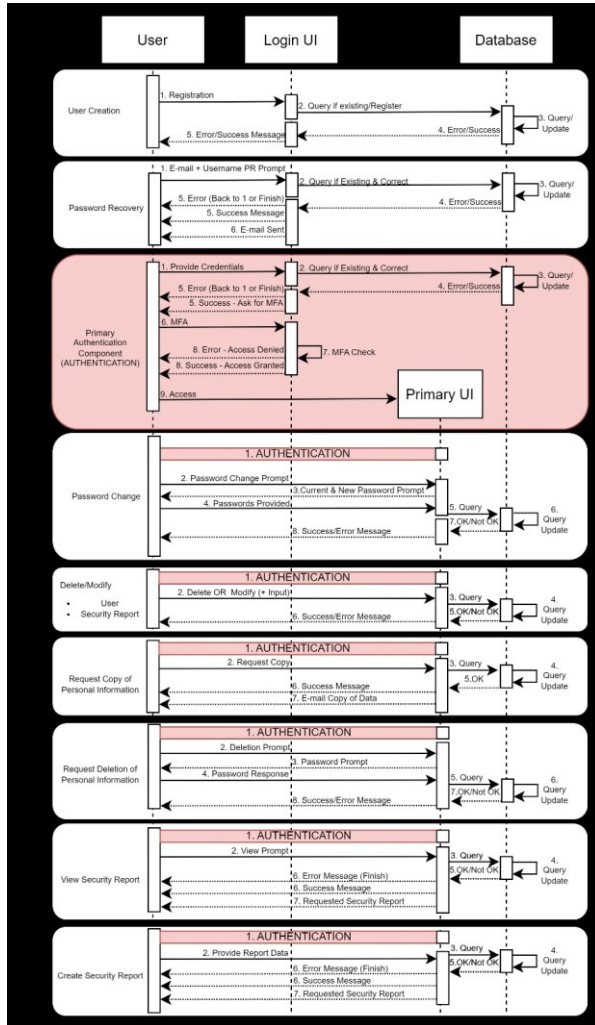 User
Login UI
Database
User Creation
1. Registration
2. Query if existing/Register
3. Query/
Update
4. Error/Success
5. Error/Success Message
Password Recovery
1. E-mail + Username PR Prompt
2. Query if Existing & Correct
3. Query/
Update
4. Error/Success
5. Error (Back to 1 or Finish)
5. Success Message
6. E-mail Sent
Primary
Authentication
Component
(AUTHENTICATION)
1. Provide Credentials
2. Query if Existing & Correct
3. Query/
Update
4. Error/Success
5. Error (Back to 1 or Finish)
5. Success - Ask for MFA
6. MFA
7. MFA Check
8. Error - Access Denied
8. Success - Access Granted
9. Access
Primary UI
Password Change
1. AUTHENTICATION
2. Password Change Prompt
3.Current & New Password Prompt
4. Passwords Provided
5. Query
6.
Query
Update
7.OK/Not OK
8. Success/Error Message
Delete/Modify
• User
• Security Report
1. AUTHENTICATION
2. Delete OR Modify (+ Input)
3. Query
4.
Query
Update
5.OK/Not OK
6. Success/Error Message
Request Copy of
Personal Information
1. AUTHENTICATION
2. Request Copy
3. Query
4.
Query
Update
5.OK
6. Success Message
7. E-mail Copy of Data
Request Deletion of
Personal Information
1. AUTHENTICATION
2. Deletion Prompt
3. Password Prompt
4. Password Response
5. Query
6.
Query
Update
7.OK/Not OK
8. Success/Error Message
View Security Report
1. AUTHENTICATION
2. View Prompt
3. Query
4.
Query
Update
5.OK/Not OK
6. Error Message (Finish)
6. Success Message
7. Requested Security Report
Create Security Report
1. AUTHENTICATION
2. Provide Report Data
3. Query
4.
Query
Update
5.OK/Not OK
6. Error Message (Finish)
6. Success Message
7. Requested Security Report